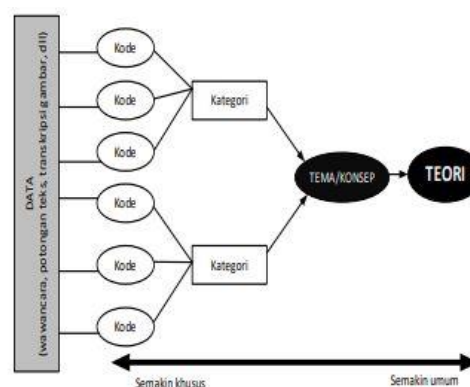 DATA
(wawancara, potongan teks, transkripsi gambar, dll)
Kode
Kode
Kode
Kode
Kode
Kode
Kategori
Kategori
TEMA/KONSEP
TEORI
Semakin khusus
Semakin umum